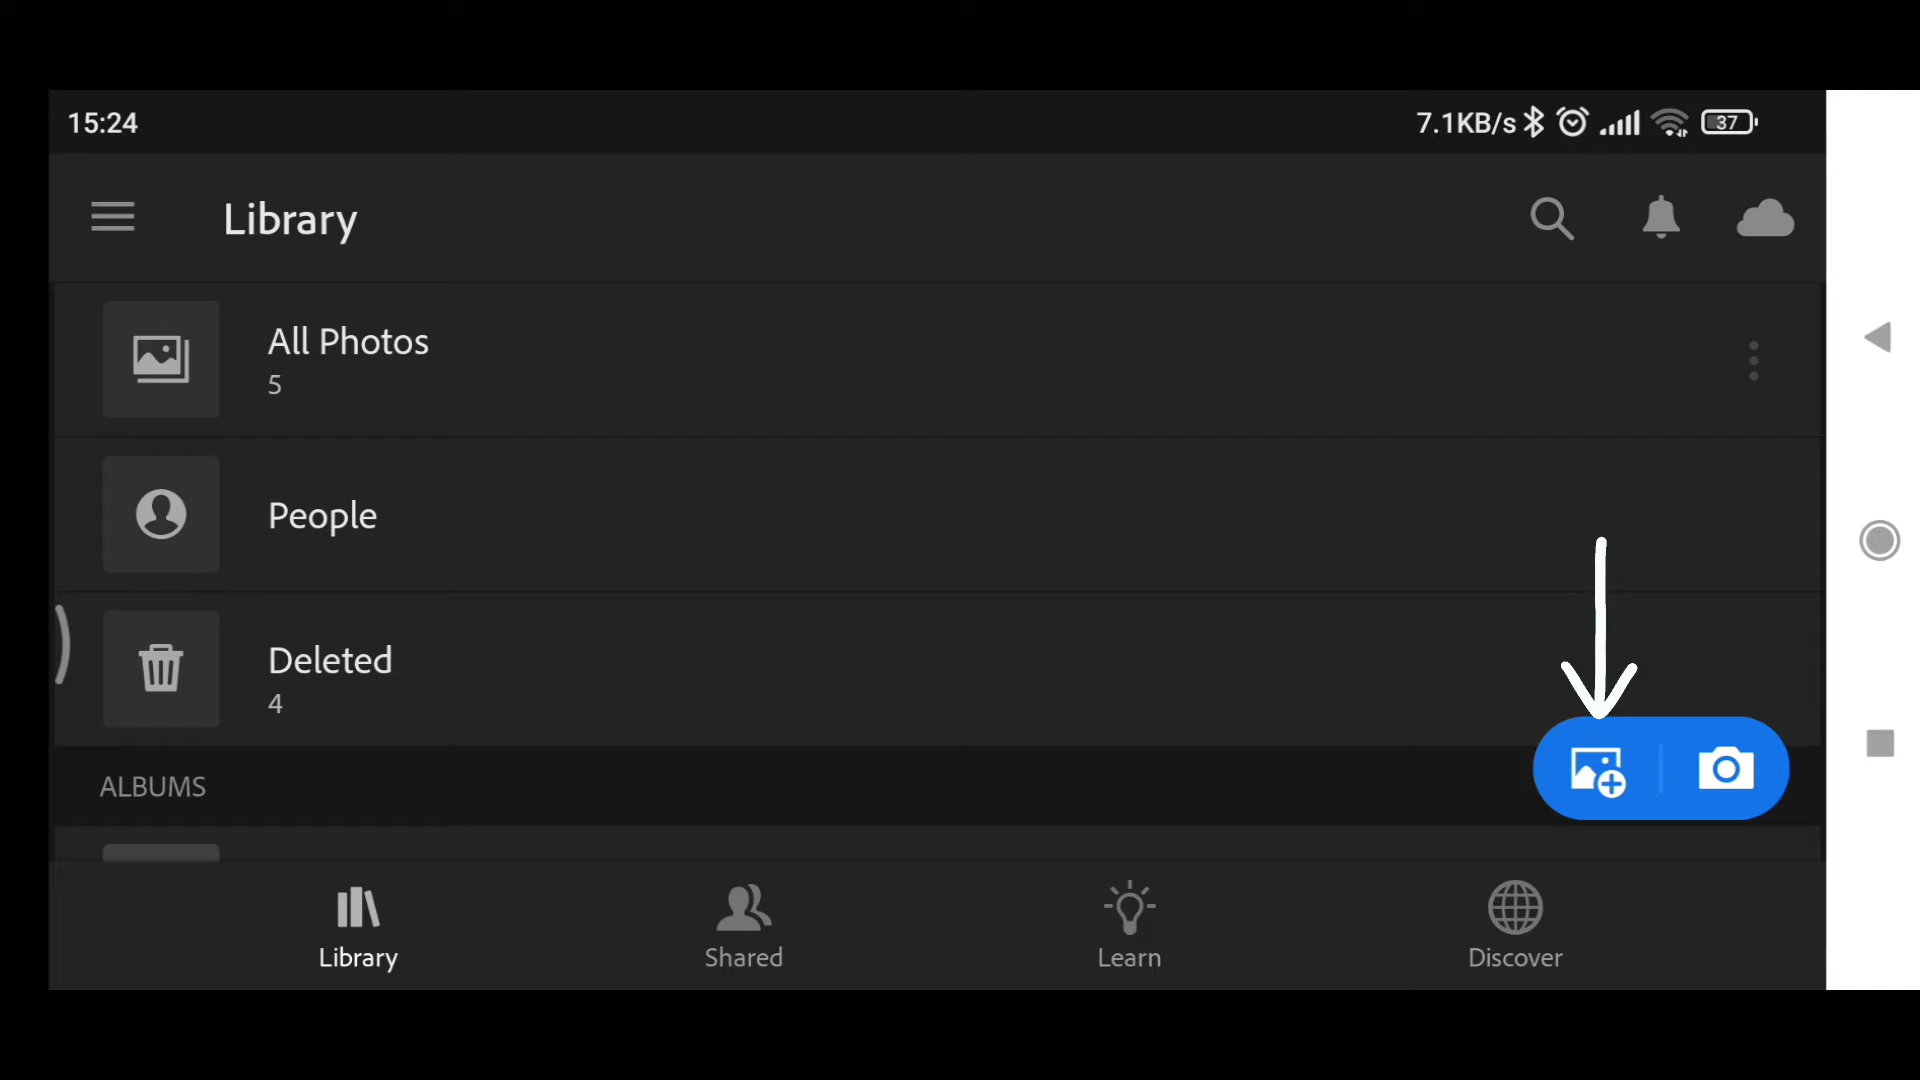 15:24
7.1KB/s
37
Library
All Photos
5
People
Deleted
4
ALBUMS
Library
Shared
Learn
Discover